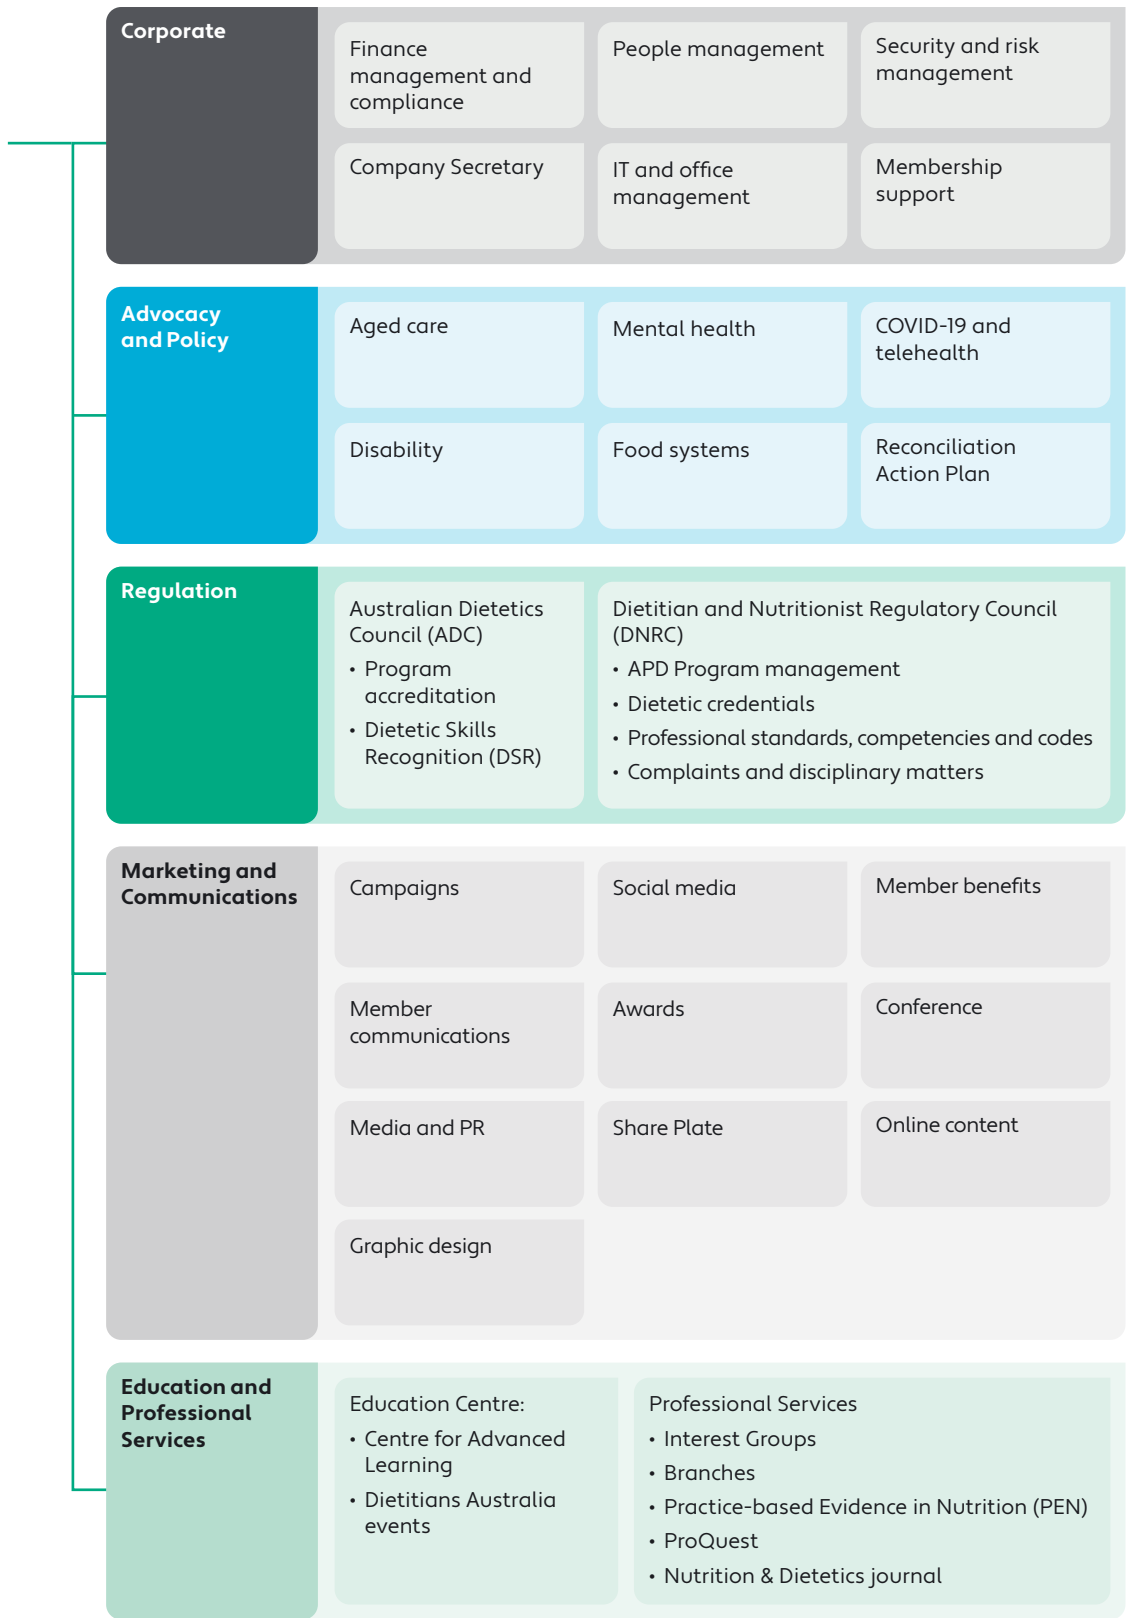 Corporate
Finance
management and
compliance
People management
Security and risk
management
Company Secretary
IT and office
management
Membership
support
Advocacy
and Policy
Aged care
Mental health
COVID-19 and
telehealth
Disability
Food systems
Reconciliation
Action Plan
Regulation
Australian Dietetics
Council (ADC)
• Program
accreditation
• Dietetic Skills
Recognition (DSR)
Dietitian and Nutritionist Regulatory Council
(DNRC)
• APD Program management
• Dietetic credentials
• Professional standards, competencies and codes
• Complaints and disciplinary matters
Marketing and
Communications
Campaigns
Social media
Member benefits
Member
communications
Awards
Conference
Media and PR
Share Plate
Online content
Graphic design
Education and
Professional
Services
Education Centre:
• Centre for Advanced
Learning
• Dietitians Australia
events
Professional Services
• Interest Groups
• Branches
• Practice-based Evidence in Nutrition (PEN)
• ProQuest
• Nutrition & Dietetics journal